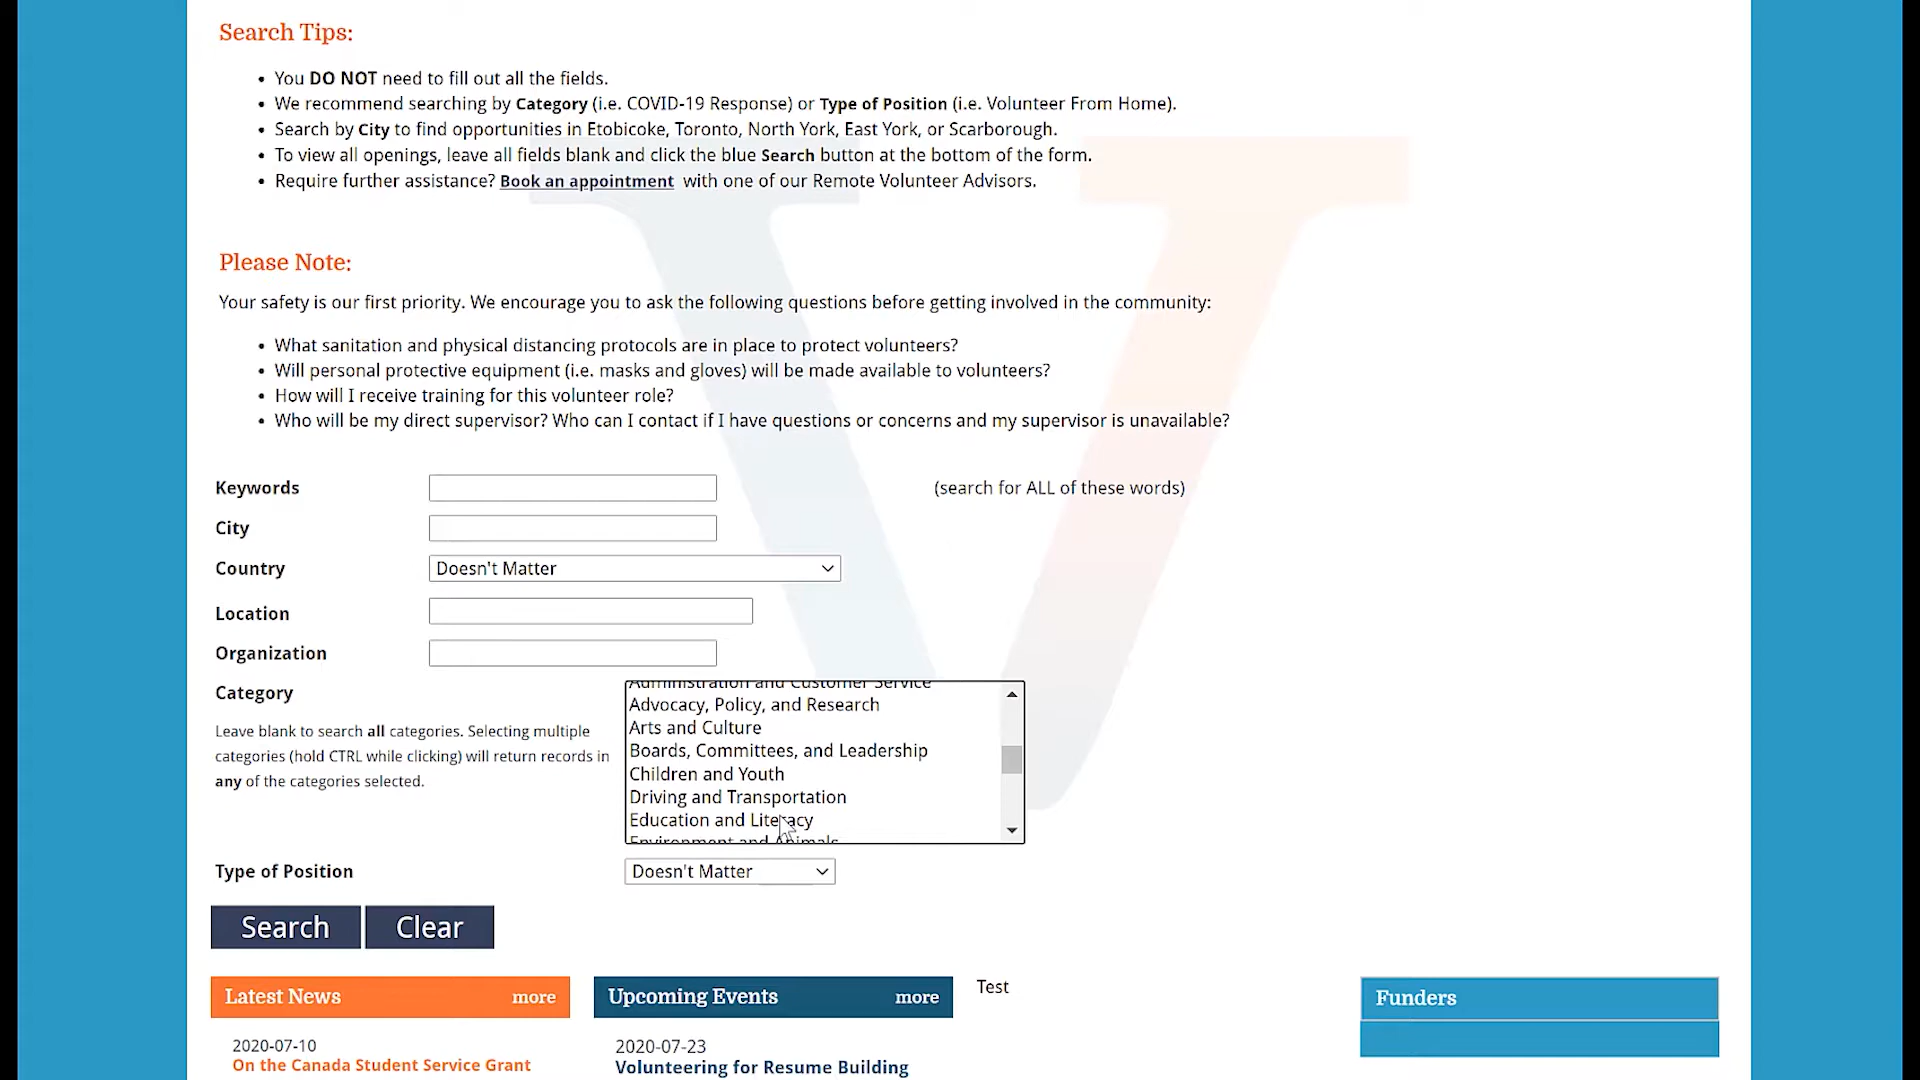 Search Tips:
You DO NOT need to fill out all the fields.
We recommend searching by Category (i.e. COVID-19 Response) or Type of Position (i.e. Volunteer From Home).
Search by City to find opportunities in Etobicoke, Toronto, North York, East York, or Scarborough.
To view all openings, leave all fields blank and click the blue Search button at the bottom of the form.
Require further assistance? Book an appointment with one of our Remote Volunteer Advisors.
Please Note:
Your safety is our first priority. We encourage you to ask the following questions before getting involved in the community:
What sanitation and physical distancing protocols are in place to protect volunteers?
Will personal protective equipment (i.e. masks and gloves) will be made available to volunteers?
How will I receive training for this volunteer role?
Who will be my direct supervisor? Who can I contact if I have questions or concerns and my supervisor is unavailable?
Keywords (search for ALL of these words)
City
Country Doesn't Matter
Location
Organization
Category
Leave blank to search all categories. Selecting multiple
categories (hold CTRL while clicking) will return records in
any of the categories selected.
Administration and Customer Service
Advocacy, Policy, and Research
Arts and Culture
Boards, Committees, and Leadership
Children and Youth
Driving and Transportation
Education and Literacy
Environment and Animals
Type of Position Doesn't Matter
Search Clear
Latest News more
2020-07-10
On the Canada Student Service Grant
Upcoming Events more
2020-07-23
Volunteering for Resume Building
Test
Funders